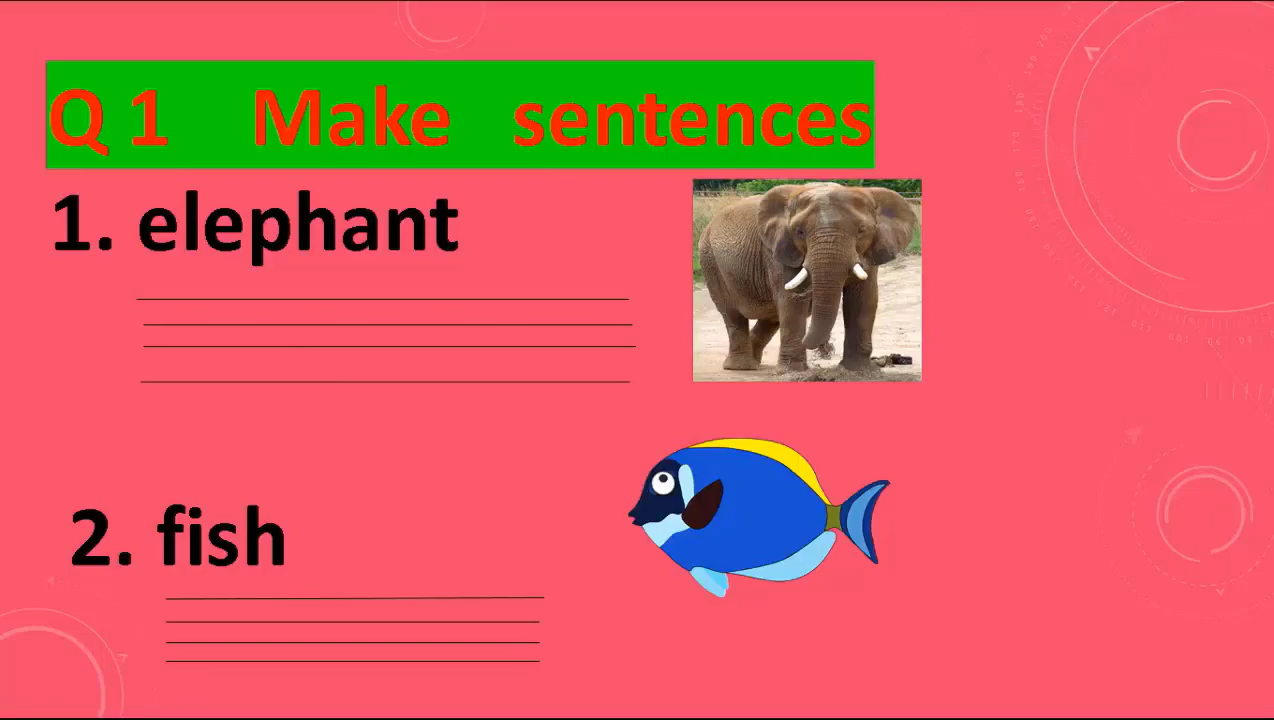 Q 1 Make sentences
1. elephant
2. fish